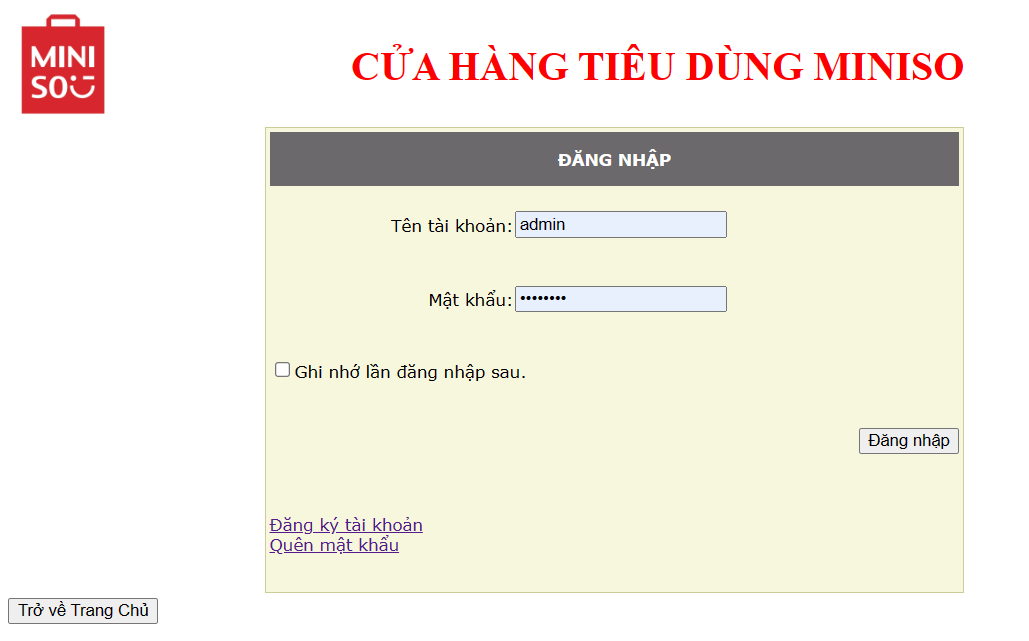 MINI
SO
CỬA HÀNG TIÊU DÙNG MINISO
ĐĂNG NHẬP
Tên tài khoản: admin
Mật khẩu: ••••••••
Ghi nhớ lần đăng nhập sau.
Đăng nhập
Đăng ký tài khoản
Quên mật khẩu
Trở về Trang Chủ